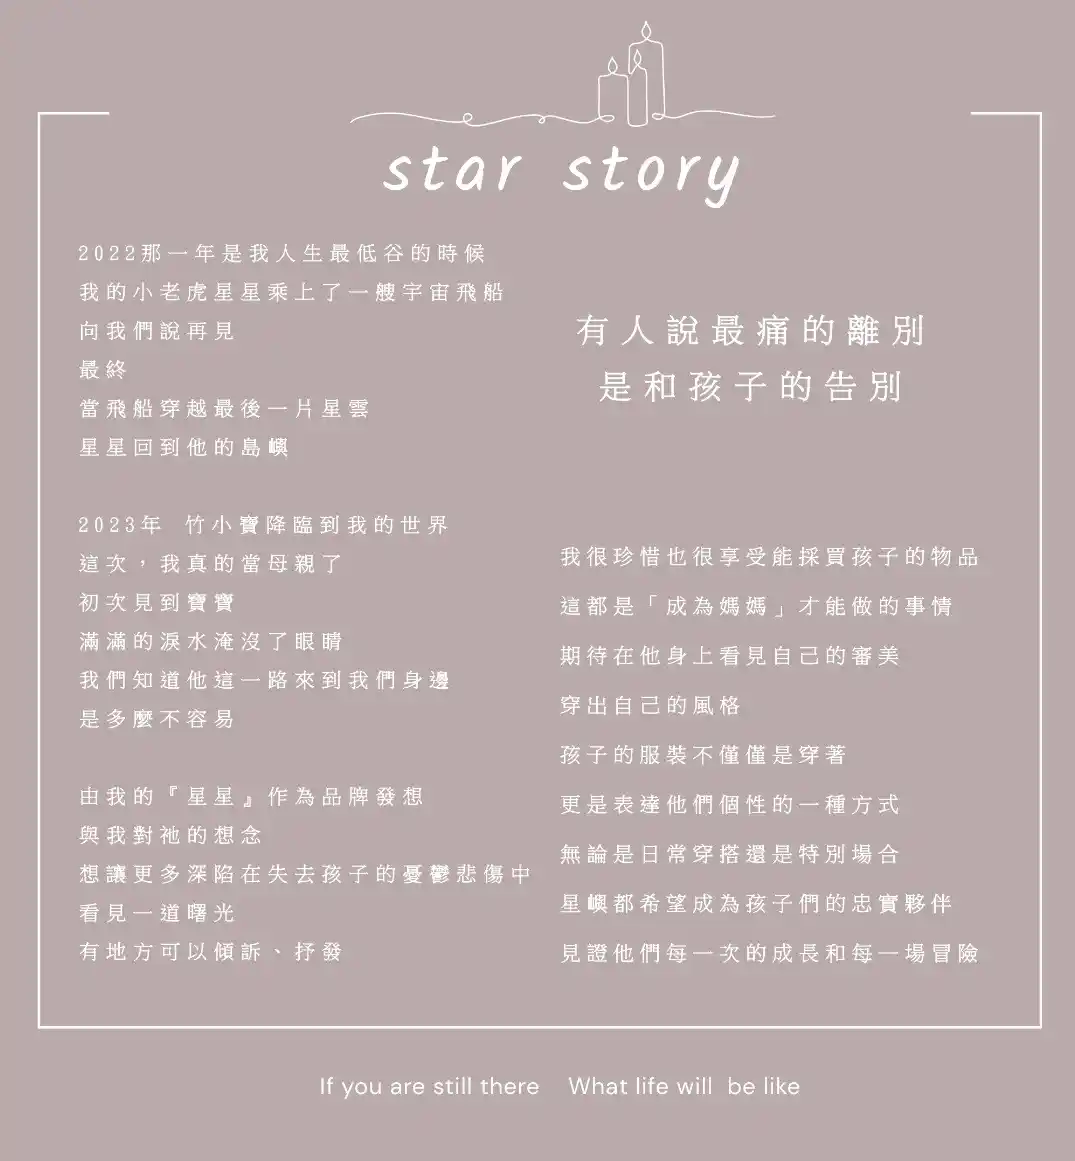 star story
2022那一年是我人生最低谷的時候
我的小老虎星星乘上了一艘宇宙飛船
向我們說再見
最終
當飛船穿越最後一片星雲
星星回到他的島嶼
2023年 竹小寶降臨到我的世界
這次，我真的當母親了
初次見到寶寶
滿滿的淚水淹沒了眼睛
我們知道他這一路來到我們身邊
是多麼不容易
由我的『星星』作為品牌發想
與我對祂的想念
想讓更多深陷在失去孩子的憂鬱悲傷中
看見一道曙光
有地方可以傾訴、抒發
有人說最痛的離別
是和孩子的告別
我很珍惜也很享受能採買孩子的物品
這都是「成為媽媽」才能做的事情
期待在他身上看見自己的審美
穿出自己的風格
孩子的服裝不僅僅是穿著
更是表達他們個性的一種方式
無論是日常穿搭還是特別場合
星嶼都希望成為孩子們的忠實夥伴
見證他們每一次的成長和每一場冒險
If you are still there What life will be like